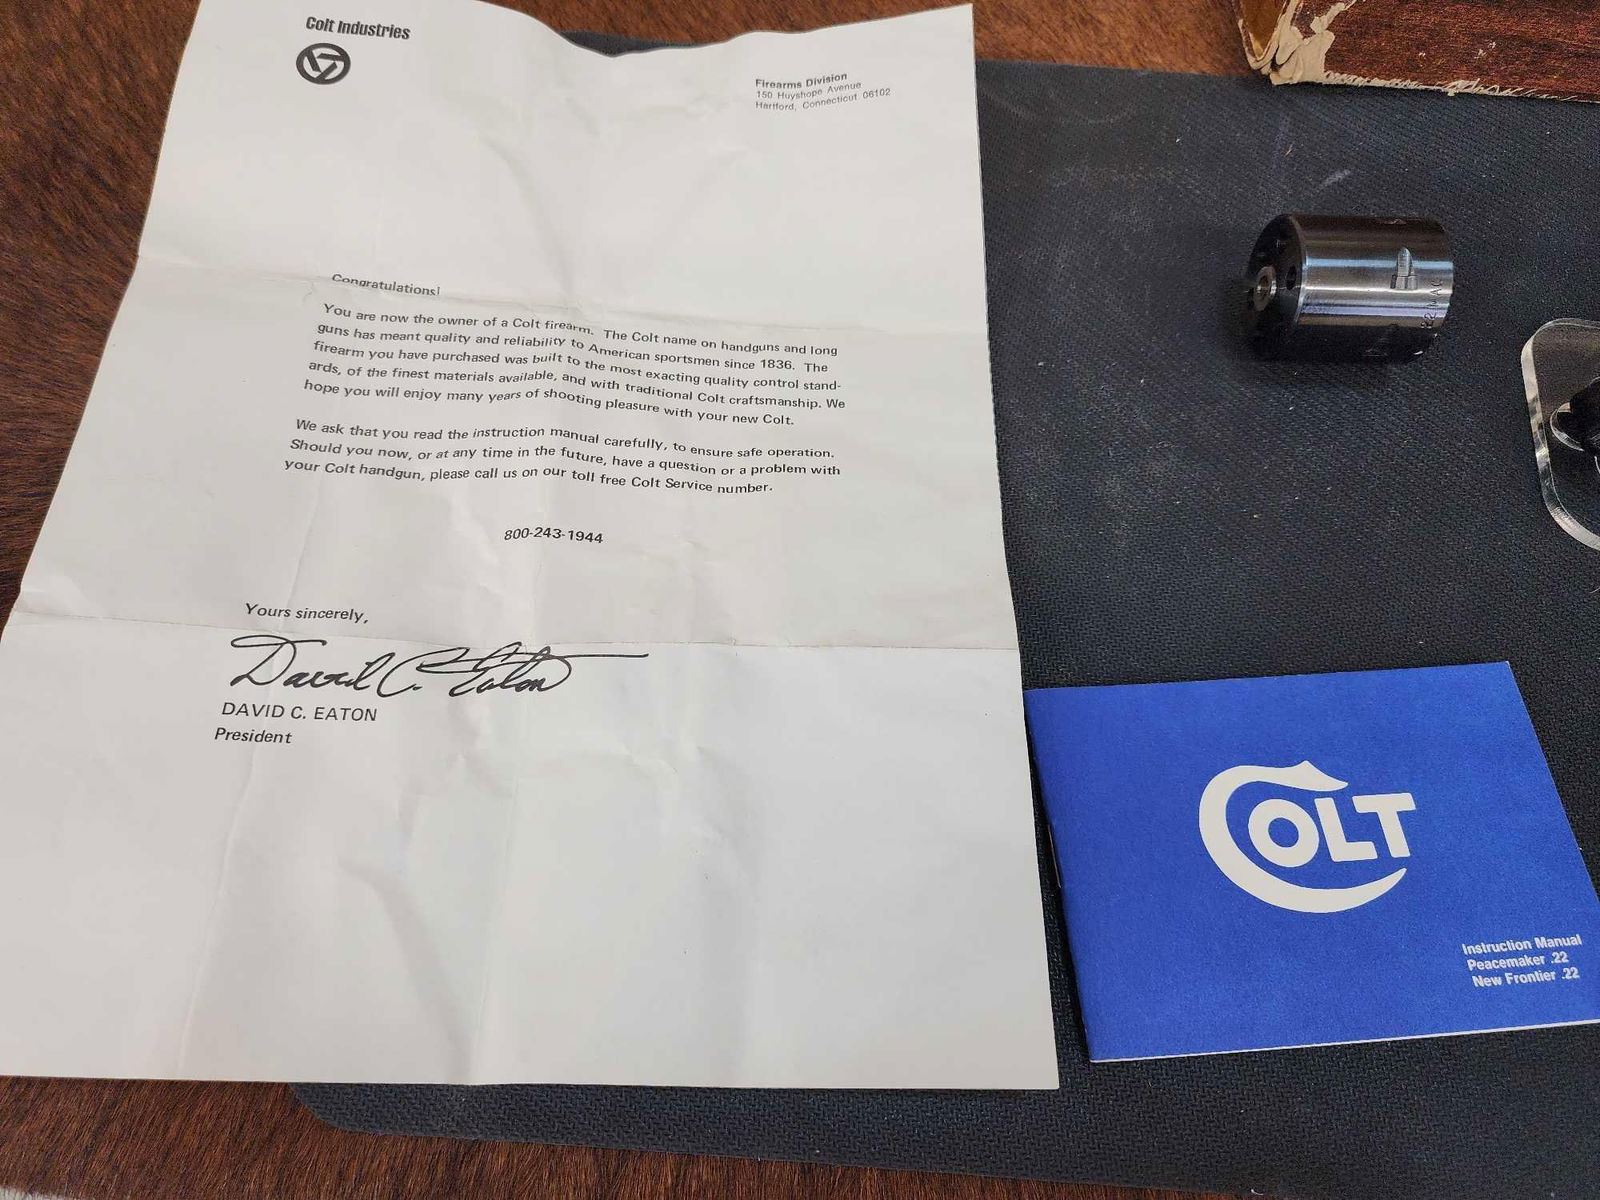 Colt Industries
Firearms Division
150 Huyshope Avenue
Hartford, Connecticut 06102
Congratulations!
You are now the owner of a Colt firearm. The Colt name on handguns and long
guns has meant quality and reliability to American sportsmen since 1836. The
firearm you have purchased was built to the most exacting quality control stand-
ards, of the finest materials available, and with traditional Colt craftsmanship. We
hope you will enjoy many years of shooting pleasure with your new Colt.
We ask that you read the instruction manual carefully, to ensure safe operation.
Should you now, or at any time in the future, have a question or a problem with
your Colt handgun, please call us on our toll free Colt Service number.
800-243-1944
Yours sincerely,
David C. Eaton
DAVID C. EATON
President
COLT
Instruction Manual
Peacemaker .22
New Frontier .22